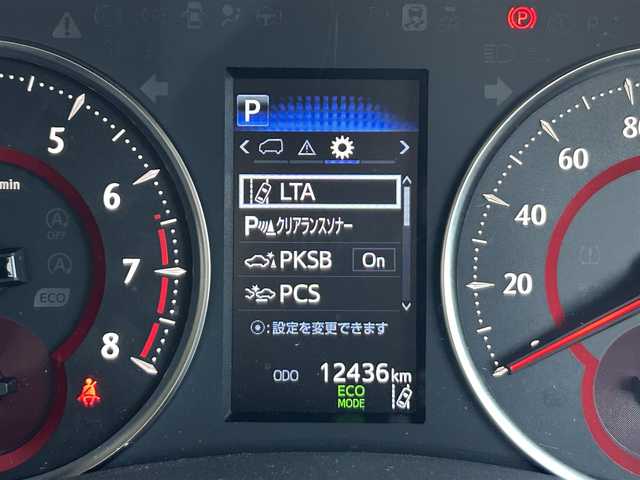 P
LTA
P クリアランスソナー
PKSB On
PCS
:設定を変更できます
ODO 12436 km
ECO
MODE
5
6
7
8
/min
A
OFF
A
ECO
P
P
80
60
40
20